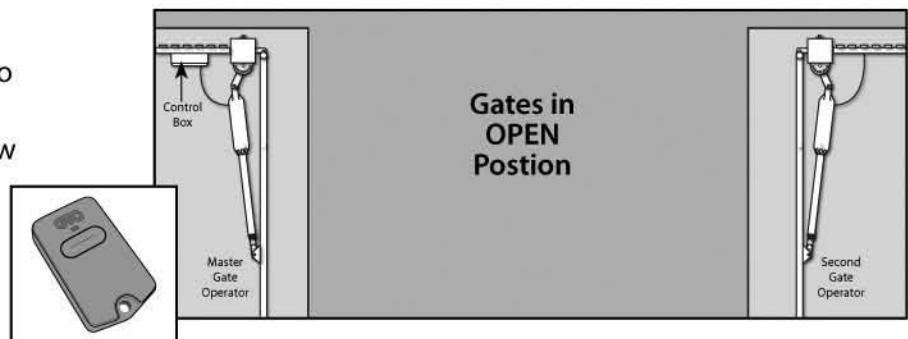 o
w
Control
Box
Gates in
OPEN
Postion
Master
Gate
Operator
Second
Gate
Operator